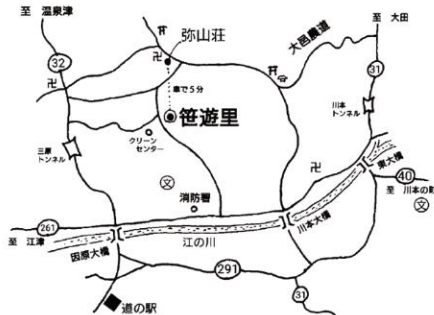 至 温泉津
弥山荘
至 大田
大邑農道
32
31
車で5分
笹遊里
川本
トンネル
三原
トンネル
クリーン
センター
東大橋
40
至 川本の町
文
文
消防署
261
川本大橋
至 江津
江の川
因原大橋
291
31
道の駅